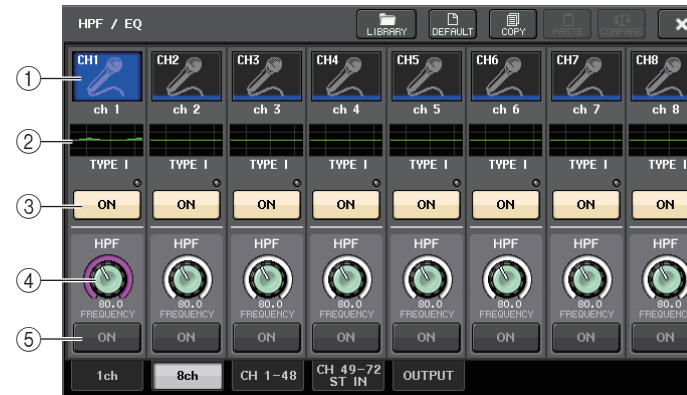 HPF / EQ LIBRARY DEFAULT COPY PASTE COMPARE
① CH1 CH2 CH3 CH4 CH5 CH6 CH7 CH8
ch 1 ch 2 ch 3 ch 4 ch 5 ch 6 ch 7 ch 8
②
TYPE I TYPE I TYPE I TYPE I TYPE I TYPE I TYPE I TYPE I
③ ON ON ON ON ON ON ON ON
HPF HPF HPF HPF HPF HPF HPF HPF
④
80.0 80.0 80.0 80.0 80.0 80.0 80.0 80.0
FREQUENCY FREQUENCY FREQUENCY FREQUENCY FREQUENCY FREQUENCY FREQUENCY FREQUENCY
⑤ ON ON ON ON ON ON ON ON
1ch 8ch CH 1-48 CH 49-72 ST IN OUTPUT